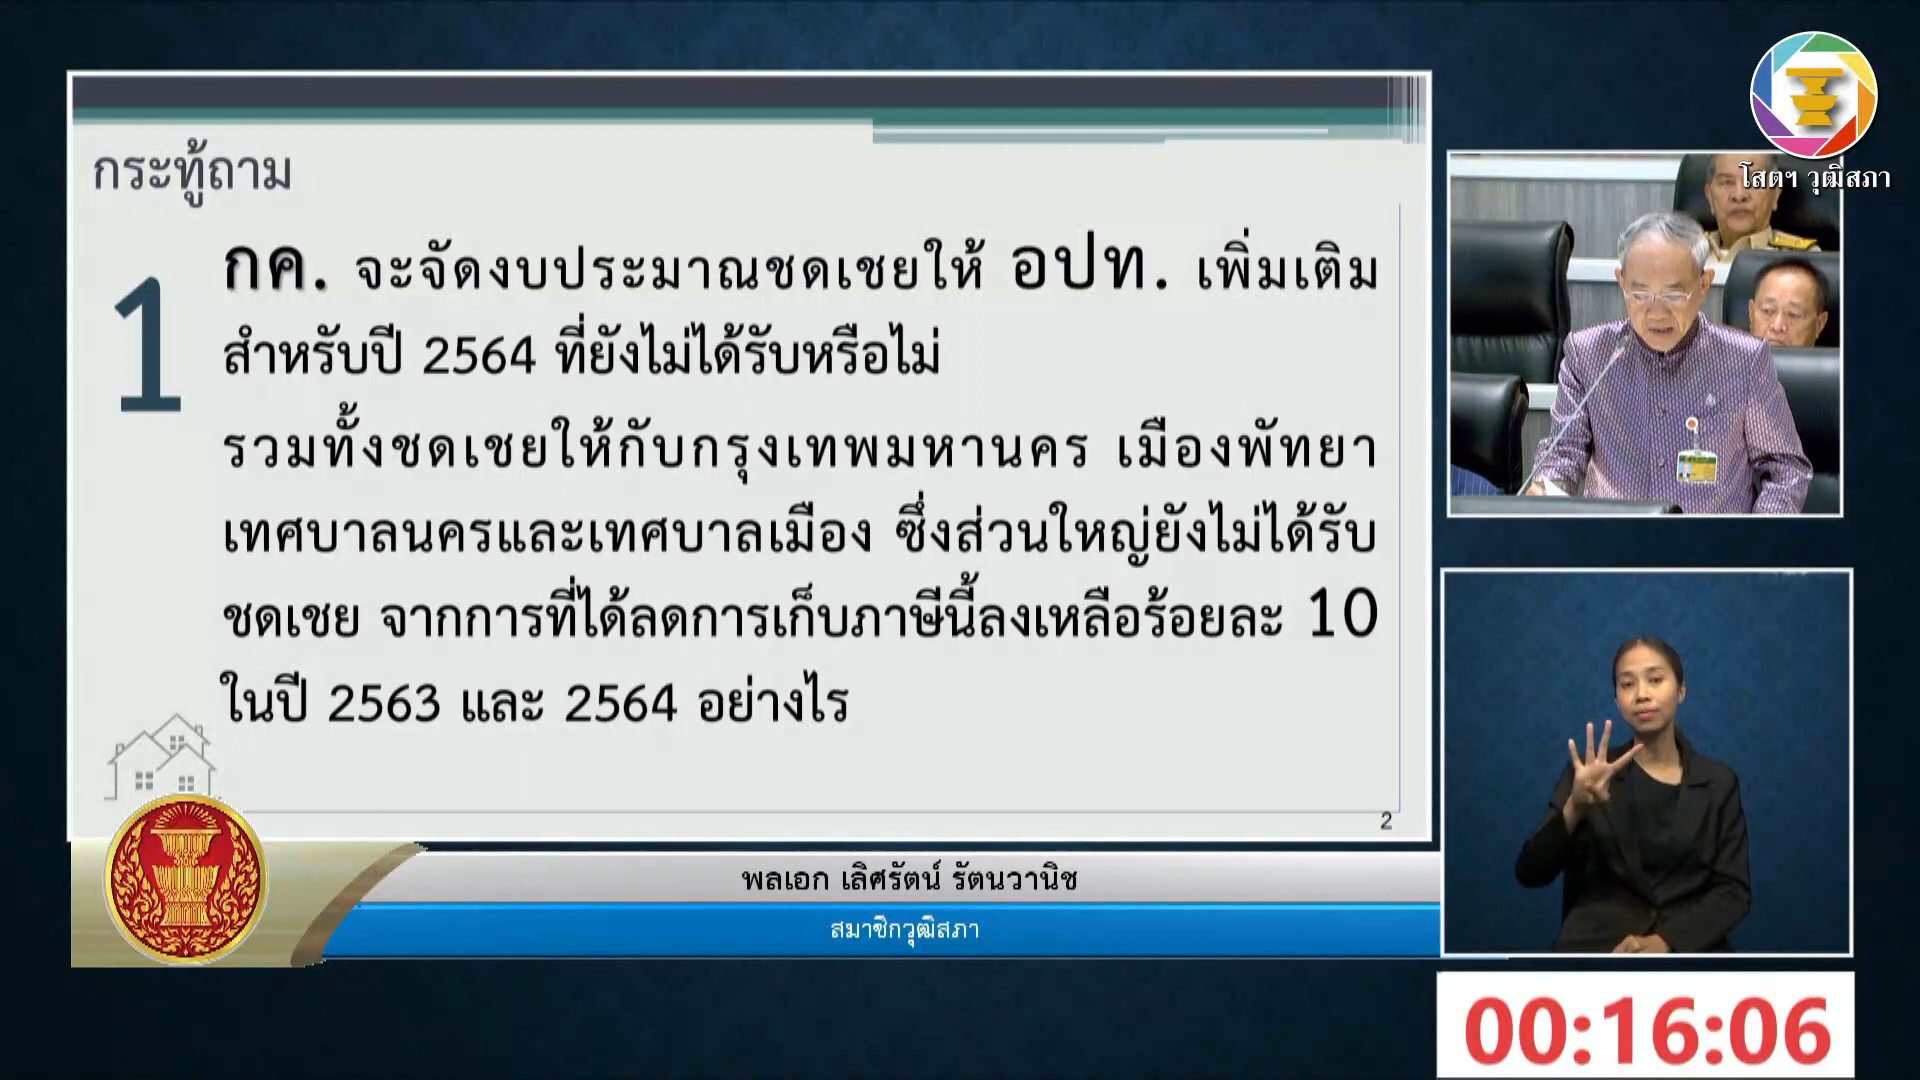 โสตฯ วุฒิสภา
กระทู้ถาม
1
กค. จะจัดงบประมาณชดเชยให้ อปท. เพิ่มเติม
สำหรับปี 2564 ที่ยังไม่ได้รับหรือไม่
รวมทั้งชดเชยให้กับกรุงเทพมหานคร เมืองพัทยา
เทศบาลนครและเทศบาลเมือง ซึ่งส่วนใหญ่ยังไม่ได้รับ
ชดเชย จากการที่ได้ลดการเก็บภาษีนี้ลงเหลือร้อยละ 10
ในปี 2563 และ 2564 อย่างไร
2
พลเอก เลิศรัตน์ รัตนวานิช
สมาชิกวุฒิสภา
00:16:06